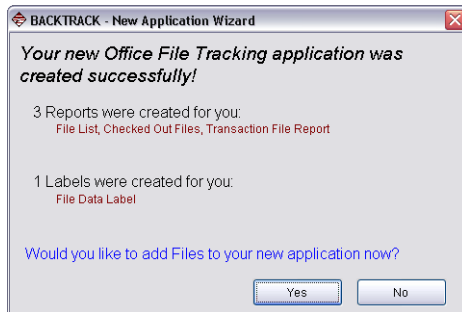 BACKTRACK - New Application Wizard
Your new Office File Tracking application was
created successfully!
3 Reports were created for you:
File List, Checked Out Files, Transaction File Report
1 Labels were created for you:
File Data Label
Would you like to add Files to your new application now?
Yes No